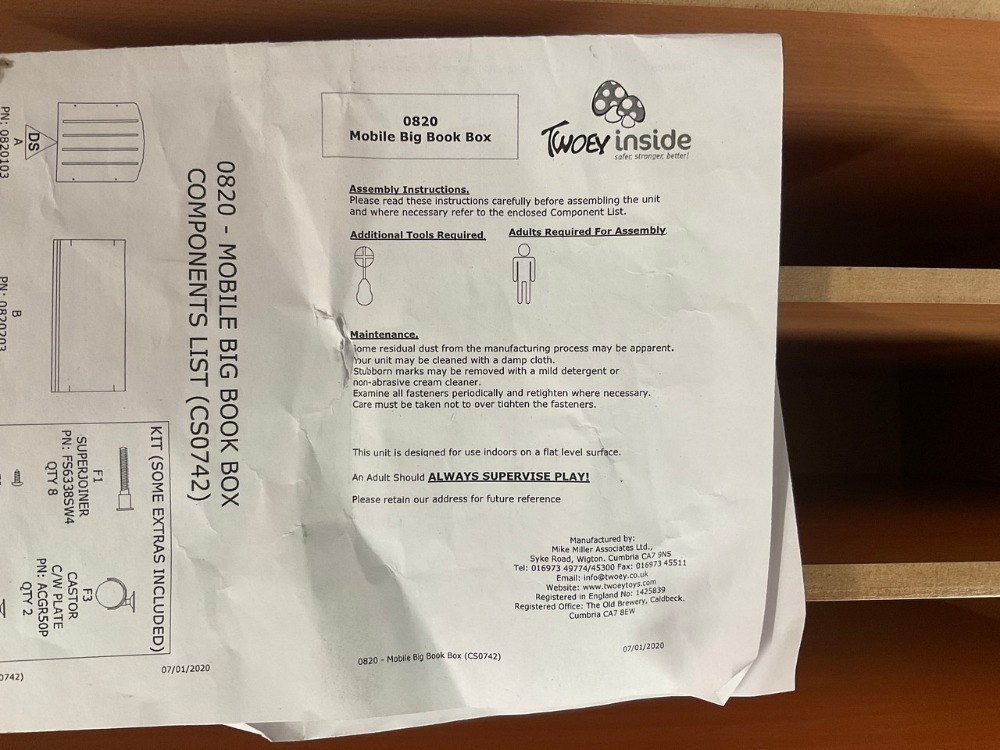 0820
Mobile Big Book Box
TWOEY inside
safer, stronger, better!
Assembly Instructions.
Please read these instructions carefully before assembling the unit
and where necessary refer to the enclosed Component List.
Additional Tools Required.
Adults Required For Assembly
Maintenance.
ome residual dust from the manufacturing process may be apparent.
our unit may be cleaned with a damp cloth.
Stubborn marks may be removed with a mild detergent or
non-abrasive cream cleaner.
Examine all fasteners periodically and retighten where necessary.
Care must be taken not to over tighten the fasteners.
This unit is designed for use indoors on a flat level surface.
An Adult Should ALWAYS SUPERVISE PLAY!
Please retain our address for future reference
Manufactured by:
Mike Miller Associates Ltd.,
Syke Road, Wigton. Cumbria CA7 9NS
Tel: 016973 49774/45300 Fax: 016973 45511
Email: info@twoey.co.uk
Website: www.twoeytoys.com
Registered in England No: 1425839
Registered Office: The Old Brewery, Caldbeck.
Cumbria CA7 8EW
0820 - Mobile Big Book Box (CS0742)
07/01/2020
0820 - MOBILE BIG BOOK BOX
COMPONENTS LIST (CS0742)
DS
A
PN: 0820103
B
PN: 0820203
KIT (SOME EXTRAS INCLUDED)
F1
SUPERJOINER
PN: FS6338SW4
QTY 8
F3
CASTOR
C/W PLATE
PN: ACGR50P
QTY 2
07/01/2020
0742)